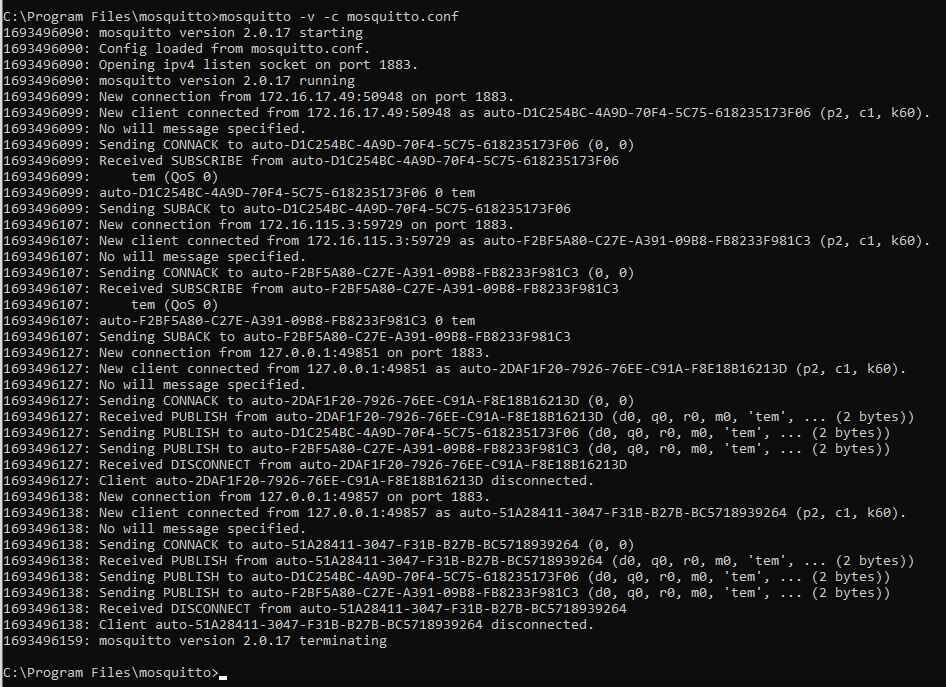 C:\Program Files\mosquitto>mosquitto -v -c mosquitto.conf
1693496090: mosquitto version 2.0.17 starting
1693496090: Config loaded from mosquitto.conf.
1693496090: Opening ipv4 listen socket on port 1883.
1693496090: mosquitto version 2.0.17 running
1693496099: New connection from 172.16.17.49:50948 on port 1883.
1693496099: New client connected from 172.16.17.49:50948 as auto-D1C254BC-4A9D-70F4-5C75-618235173F06 (p2, c1, k60).
1693496099: No will message specified.
1693496099: Sending CONNACK to auto-D1C254BC-4A9D-70F4-5C75-618235173F06 (0, 0)
1693496099: Received SUBSCRIBE from auto-D1C254BC-4A9D-70F4-5C75-618235173F06
1693496099:     tem (QoS 0)
1693496099: auto-D1C254BC-4A9D-70F4-5C75-618235173F06 0 tem
1693496099: Sending SUBACK to auto-D1C254BC-4A9D-70F4-5C75-618235173F06
1693496107: New connection from 172.16.115.3:59729 on port 1883.
1693496107: New client connected from 172.16.115.3:59729 as auto-F2BF5A80-C27E-A391-09B8-FB8233F981C3 (p2, c1, k60).
1693496107: No will message specified.
1693496107: Sending CONNACK to auto-F2BF5A80-C27E-A391-09B8-FB8233F981C3 (0, 0)
1693496107: Received SUBSCRIBE from auto-F2BF5A80-C27E-A391-09B8-FB8233F981C3
1693496107:     tem (QoS 0)
1693496107: auto-F2BF5A80-C27E-A391-09B8-FB8233F981C3 0 tem
1693496107: Sending SUBACK to auto-F2BF5A80-C27E-A391-09B8-FB8233F981C3
1693496127: New connection from 127.0.0.1:49851 on port 1883.
1693496127: New client connected from 127.0.0.1:49851 as auto-2DAF1F20-7926-76EE-C91A-F8E18B16213D (p2, c1, k60).
1693496127: No will message specified.
1693496127: Sending CONNACK to auto-2DAF1F20-7926-76EE-C91A-F8E18B16213D (0, 0)
1693496127: Received PUBLISH from auto-2DAF1F20-7926-76EE-C91A-F8E18B16213D (d0, q0, r0, m0, 'tem', ... (2 bytes))
1693496127: Sending PUBLISH to auto-D1C254BC-4A9D-70F4-5C75-618235173F06 (d0, q0, r0, m0, 'tem', ... (2 bytes))
1693496127: Sending PUBLISH to auto-F2BF5A80-C27E-A391-09B8-FB8233F981C3 (d0, q0, r0, m0, 'tem', ... (2 bytes))
1693496127: Received DISCONNECT from auto-2DAF1F20-7926-76EE-C91A-F8E18B16213D
1693496127: Client auto-2DAF1F20-7926-76EE-C91A-F8E18B16213D disconnected.
1693496138: New connection from 127.0.0.1:49857 on port 1883.
1693496138: New client connected from 127.0.0.1:49857 as auto-51A28411-3047-F31B-B27B-BC5718939264 (p2, c1, k60).
1693496138: No will message specified.
1693496138: Sending CONNACK to auto-51A28411-3047-F31B-B27B-BC5718939264 (0, 0)
1693496138: Received PUBLISH from auto-51A28411-3047-F31B-B27B-BC5718939264 (d0, q0, r0, m0, 'tem', ... (2 bytes))
1693496138: Sending PUBLISH to auto-D1C254BC-4A9D-70F4-5C75-618235173F06 (d0, q0, r0, m0, 'tem', ... (2 bytes))
1693496138: Sending PUBLISH to auto-F2BF5A80-C27E-A391-09B8-FB8233F981C3 (d0, q0, r0, m0, 'tem', ... (2 bytes))
1693496138: Received DISCONNECT from auto-51A28411-3047-F31B-B27B-BC5718939264
1693496138: Client auto-51A28411-3047-F31B-B27B-BC5718939264 disconnected.
1693496159: mosquitto version 2.0.17 terminating
C:\Program Files\mosquitto>